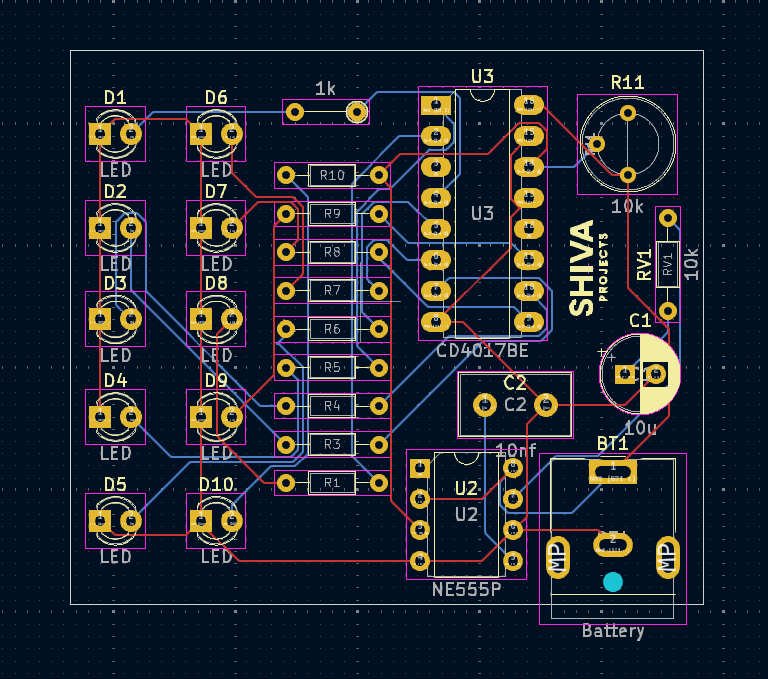 U3
1k
R11
D1
D6
LED
LED
R10
10k
D2
D7
R9
U3
SHIVA
PROJECTS
LED
LED
R8
RV1
RV1
10k
D3
D8
R7
C1
R6
LED
LED
CD4017BE
R5
D4
D9
C2
C2
R4
10u
LED
LED
R3
10nf
BT1
D5
D10
R1
U2
U2
1
2
MP
MP
LED
LED
NE555P
Battery